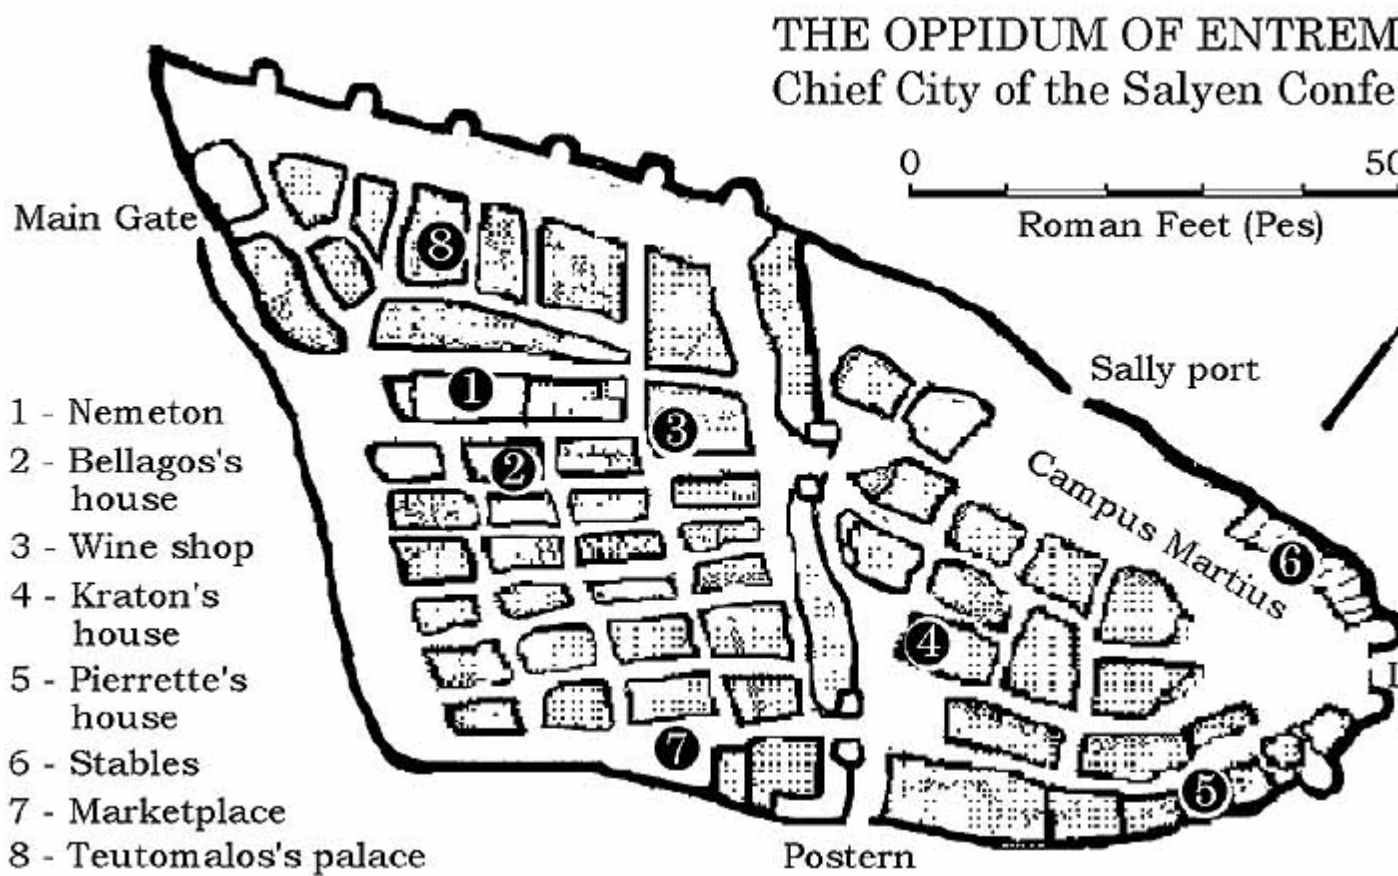 THE OPPIDUM OF ENTREM
Chief City of the Salyen Confe
0 50
Roman Feet (Pes)
Main Gate
8
Sally port
1
1 - Nemeton
3
2 - Bellagos's
house
2
Campus Martius
3 - Wine shop
6
4 - Kraton's
house
4
5 - Pierrette's
house
7
6 - Stables
5
7 - Marketplace
8 - Teutomalos's palace
Postern